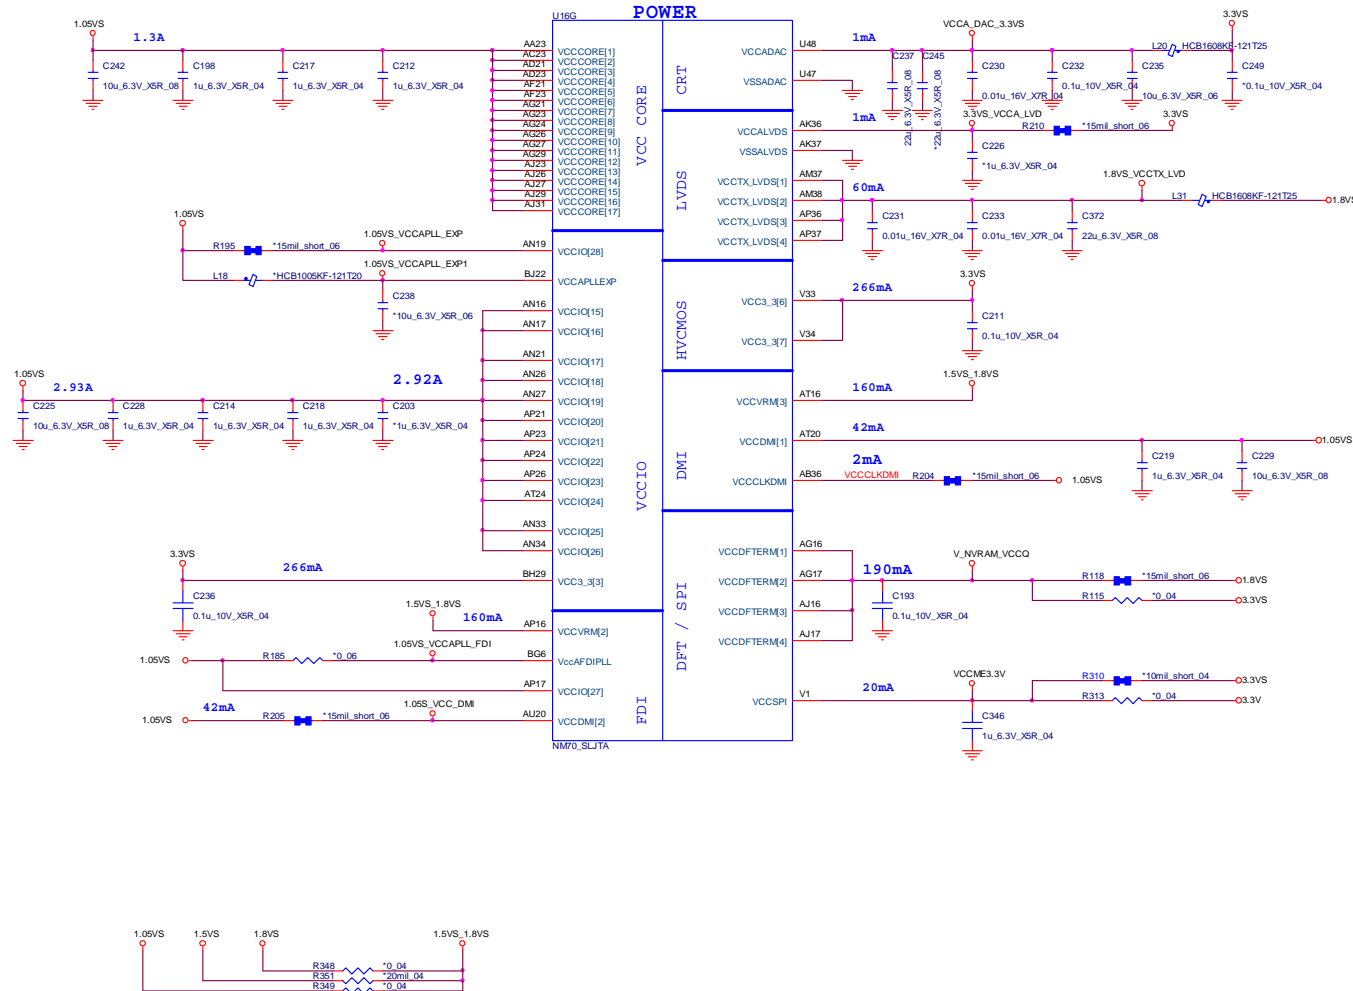 POWER
U16G
1.05VS
1.3A
C242
10u_6.3V_X5R_08
C198
1u_6.3V_X5R_04
C217
1u_6.3V_X5R_04
C212
1u_6.3V_X5R_04
AA23 VCCCORE[1]
AC23 VCCCORE[2]
AD21 VCCCORE[3]
AD23 VCCCORE[4]
AF21 VCCCORE[5]
AF23 VCCCORE[6]
AG21 VCCCORE[7]
AG23 VCCCORE[8]
AG24 VCCCORE[9]
AG26 VCCCORE[10]
AG27 VCCCORE[11]
AG29 VCCCORE[12]
AJ23 VCCCORE[13]
AJ26 VCCCORE[14]
AJ27 VCCCORE[15]
AJ29 VCCCORE[16]
AJ31 VCCCORE[17]
VCC CORE
1.05VS
R195 *15mil_short_06
1.05VS_VCCAPLL_EXP
AN19 VCCIO[28]
L18 *HCB1005KF-121T20
1.05VS_VCCAPLL_EXP1
BJ22 VCCAPLLEXP
C238
*10u_6.3V_X5R_06
AN16 VCCIO[15]
AN17 VCCIO[16]
AN21 VCCIO[17]
AN26 VCCIO[18]
AN27 VCCIO[19]
AP21 VCCIO[20]
AP23 VCCIO[21]
AP24 VCCIO[22]
AP26 VCCIO[23]
AT24 VCCIO[24]
AN33 VCCIO[25]
AN34 VCCIO[26]
VCCIO
1.05VS
2.93A
2.92A
C225
10u_6.3V_X5R_08
C228
1u_6.3V_X5R_04
C214
1u_6.3V_X5R_04
C218
1u_6.3V_X5R_04
C203
*1u_6.3V_X5R_04
3.3VS
266mA
BH29 VCC3_3[3]
C236
0.1u_10V_X5R_04
1.5VS_1.8VS
160mA
AP16 VCCVRM[2]
1.05VS_VCCAPLL_FDI
1.05VS
R185 *0_06
BG6 VccAFDIPLL
AP17 VCCIO[27]
42mA
1.05S_VCC_DMI
1.05VS
R205 *15mil_short_06
AU20 VCCDMI[2]
FDI
NM70_SLJTA
CRT
VCCADAC U48
1mA
VSSADAC U47
VCCA_DAC_3.3VS
3.3VS
L20 HCB1608KF-121T25
C237
22u_6.3V_X5R_08
C245
*22u_6.3V_X5R_08
C230
0.01u_16V_X7R_04
C232
0.1u_10V_X5R_04
C235
10u_6.3V_X5R_06
C249
*0.1u_10V_X5R_04
LVDS
VCCALVDS AK36
1mA
3.3VS_VCCA_LVD
R210 *15mil_short_06
3.3VS
VSSALVDS AK37
C226
*1u_6.3V_X5R_04
VCCTX_LVDS[1] AM37
VCCTX_LVDS[2] AM38
VCCTX_LVDS[3] AP36
VCCTX_LVDS[4] AP37
60mA
1.8VS_VCCTX_LVD
L31 HCB1608KF-121T25
1.8VS
C231
0.01u_16V_X7R_04
C233
0.01u_16V_X7R_04
C372
22u_6.3V_X5R_08
HVCMOS
VCC3_3[6] V33
266mA
3.3VS
VCC3_3[7] V34
C211
0.1u_10V_X5R_04
DMI
1.5VS_1.8VS
VCCVRM[3] AT16
160mA
VCCDMI[1] AT20
42mA
1.05VS
C219
1u_6.3V_X5R_04
C229
10u_6.3V_X5R_08
2mA
VCCCLKDMI AB36
VCCCLKDMI
R204 *15mil_short_06
1.05VS
DFT / SPI
VCCDFTERM[1] AG16
VCCDFTERM[2] AG17
VCCDFTERM[3] AJ16
VCCDFTERM[4] AJ17
190mA
V_NVRAM_VCCQ
C193
0.1u_10V_X5R_04
R118 *15mil_short_06 1.8VS
R115 *0_04 3.3VS
VCCSPI V1
20mA
VCCME3.3V
C346
1u_6.3V_X5R_04
R310 *10mil_short_04 3.3VS
R313 *0_04 3.3V
1.05VS 1.5VS 1.8VS 1.5VS_1.8VS
R348 *0_04
R351 *20mil_04
R349 *0_04